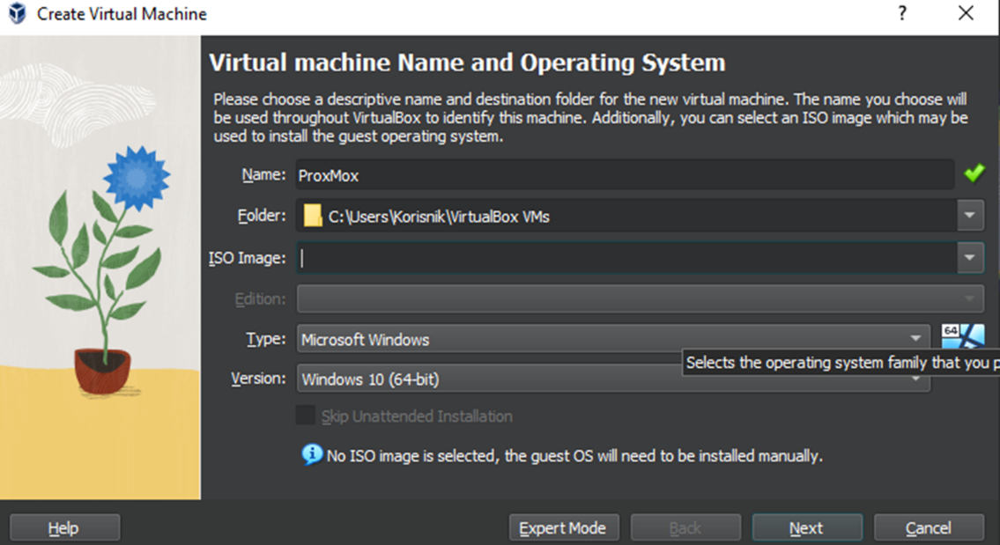 Create Virtual Machine
?
Virtual machine Name and Operating System
Please choose a descriptive name and destination folder for the new virtual machine. The name you choose will
be used throughout VirtualBox to identify this machine. Additionally, you can select an ISO image which may be
used to install the guest operating system.
Name: ProxMox
Folder: C:\Users\Korisnik\VirtualBox VMs
ISO Image:
Edition:
Type: Microsoft Windows 64
Selects the operating system family that you p
Version: Windows 10 (64-bit)
Skip Unattended Installation
No ISO image is selected, the guest OS will need to be installed manually.
Help Expert Mode Back Next Cancel